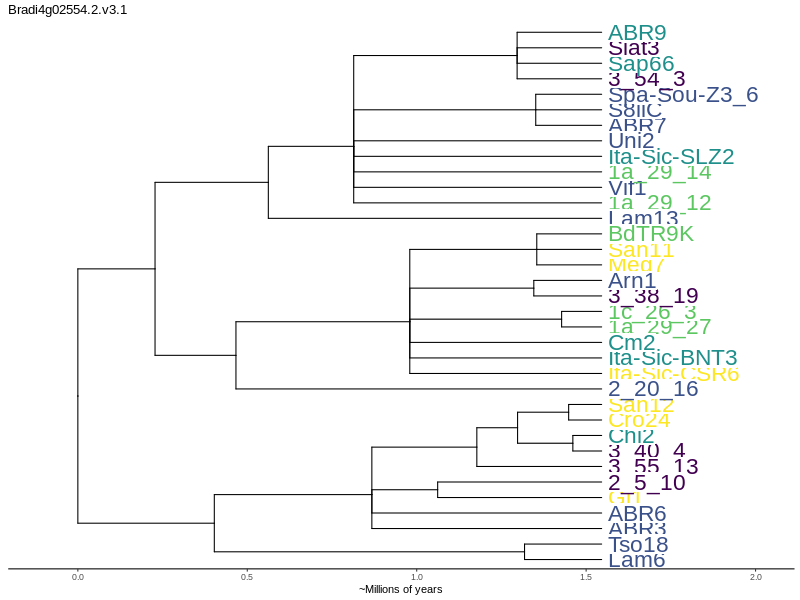 Bradi4g02554.2.v3.1
ABR9
Siat3
Sap66
3_54_3
Spa-Sou-Z3_6
S8iiC
ABR7
Uni2
Ita-Sic-SLZ2
1a_29_14
Vif1
1a_29_12
Lam13
BdTR9K
San11
Meg7
Arn1
3_38_19
1c_26_3
1a_29_27
Cm2
Ita-Sic-BNT3
Ita-Sic-CSR6
2_20_16
San12
Cro24
Chi2
3_40_4
3_55_13
2_5_10
ABR6
ABR3
Tso18
Lam6
0.0 0.5 1.0 1.5 2.0
~Millions of years